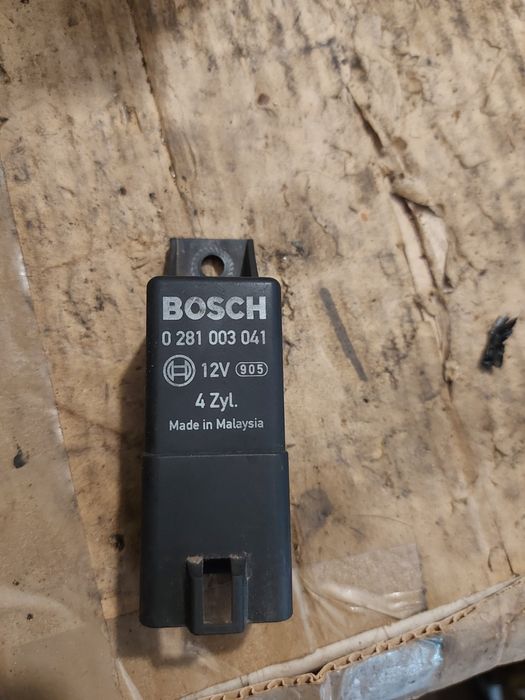 BOSCH
0 281 003 041
12V 905
4 Zyl.
Made in Malaysia